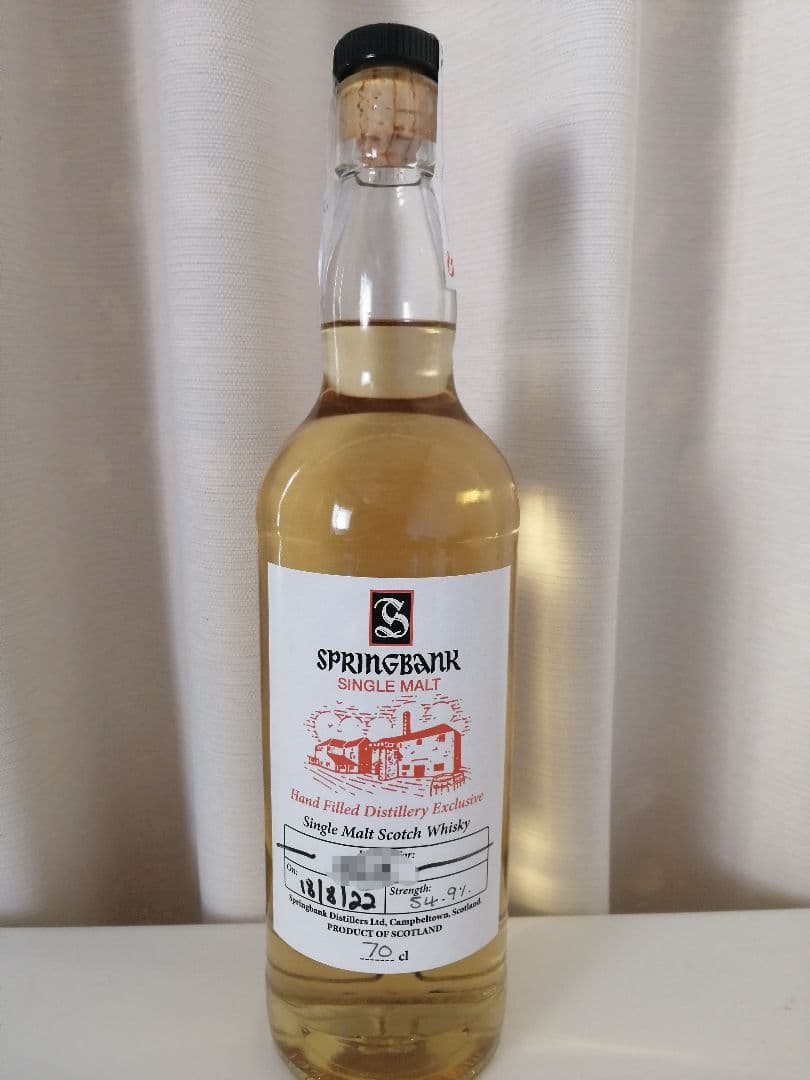 S
SPRINGBANK
SINGLE MALT
Hand Filled Distillery Exclusive
Single Malt Scotch Whisky
On:
18/8/22
Strength:
54.9%.
Springbank Distillers Ltd, Campbeltown, Scotland.
PRODUCT OF SCOTLAND
70 cl